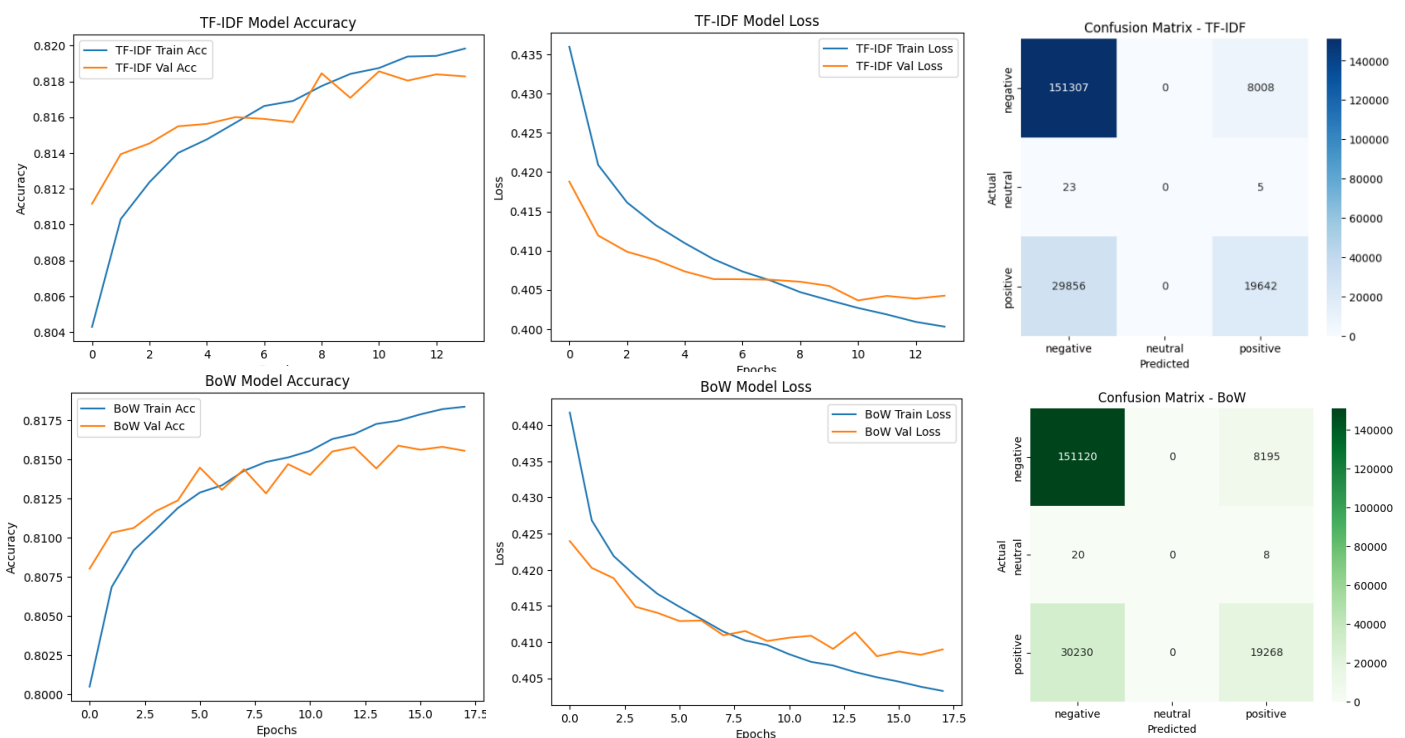 TF-IDF Model Accuracy
TF-IDF Train Acc
TF-IDF Val Acc
Accuracy
0.820
0.818
0.816
0.814
0.812
0.810
0.808
0.806
0.804
0 2 4 6 8 10 12
TF-IDF Model Loss
TF-IDF Train Loss
TF-IDF Val Loss
Loss
0.435
0.430
0.425
0.420
0.415
0.410
0.405
0.400
0 2 4 6 8 10 12
Epochs
Confusion Matrix - TF-IDF
Actual
negative 151307 0 8008
neutral 23 0 5
positive 29856 0 19642
negative neutral positive
Predicted
140000
120000
100000
80000
60000
40000
20000
0
BoW Model Accuracy
BoW Train Acc
BoW Val Acc
Accuracy
0.8175
0.8150
0.8125
0.8100
0.8075
0.8050
0.8025
0.8000
0.0 2.5 5.0 7.5 10.0 12.5 15.0 17.5
Epochs
BoW Model Loss
BoW Train Loss
BoW Val Loss
Loss
0.440
0.435
0.430
0.425
0.420
0.415
0.410
0.405
0.0 2.5 5.0 7.5 10.0 12.5 15.0 17.5
Epochs
Confusion Matrix - BoW
Actual
negative 151120 0 8195
neutral 20 0 8
positive 30230 0 19268
negative neutral positive
Predicted
140000
120000
100000
80000
60000
40000
20000
0